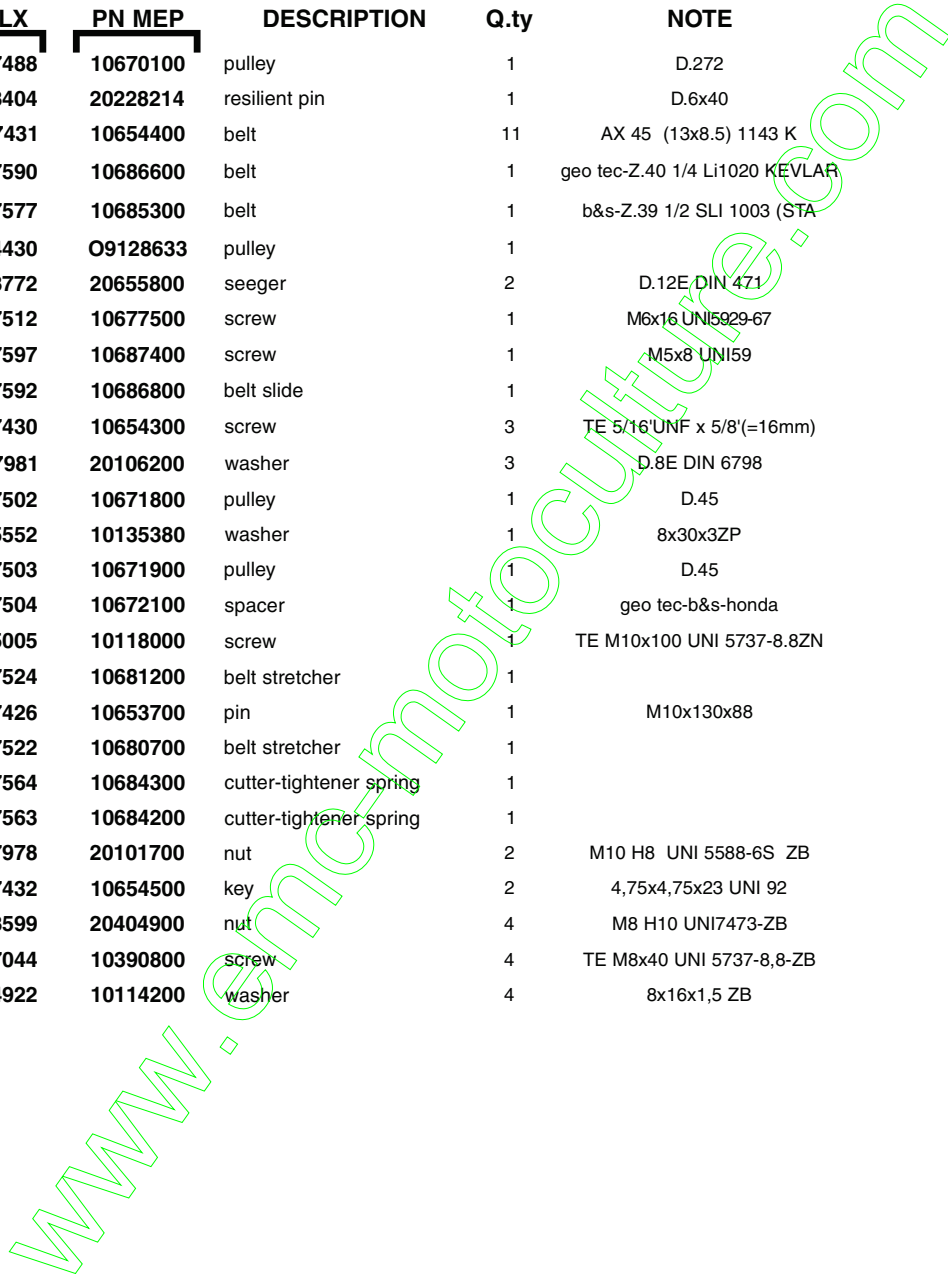 LX PN MEP DESCRIPTION Q.ty NOTE
7488 10670100 pulley 1 D.272
3404 20228214 resilient pin 1 D.6x40
7431 10654400 belt 11 AX 45 (13x8.5) 1143 K
7590 10686600 belt 1 geo tec-Z.40 1/4 Li1020 KEVLAR
7577 10685300 belt 1 b&s-Z.39 1/2 SLI 1003 (STA
4430 O9128633 pulley 1
3772 20655800 seeger 2 D.12E DIN 471
7512 10677500 screw 1 M6x16 UNI5929-67
7597 10687400 screw 1 M5x8 UNI59
7592 10686800 belt slide 1
7430 10654300 screw 3 TE 5/16'UNF x 5/8'(=16mm)
7981 20106200 washer 3 D.8E DIN 6798
7502 10671800 pulley 1 D.45
5552 10135380 washer 1 8x30x3ZP
7503 10671900 pulley 1 D.45
7504 10672100 spacer 1 geo tec-b&s-honda
5005 10118000 screw 1 TE M10x100 UNI 5737-8.8ZN
7524 10681200 belt stretcher 1
7426 10653700 pin 1 M10x130x88
7522 10680700 belt stretcher 1
7564 10684300 cutter-tightener spring 1
7563 10684200 cutter-tightener spring 1
7978 20101700 nut 2 M10 H8 UNI 5588-6S ZB
7432 10654500 key 2 4,75x4,75x23 UNI 92
3599 20404900 nut 4 M8 H10 UNI7473-ZB
7044 10390800 screw 4 TE M8x40 UNI 5737-8,8-ZB
4922 10114200 washer 4 8x16x1,5 ZB
www.emc-motoculture.com